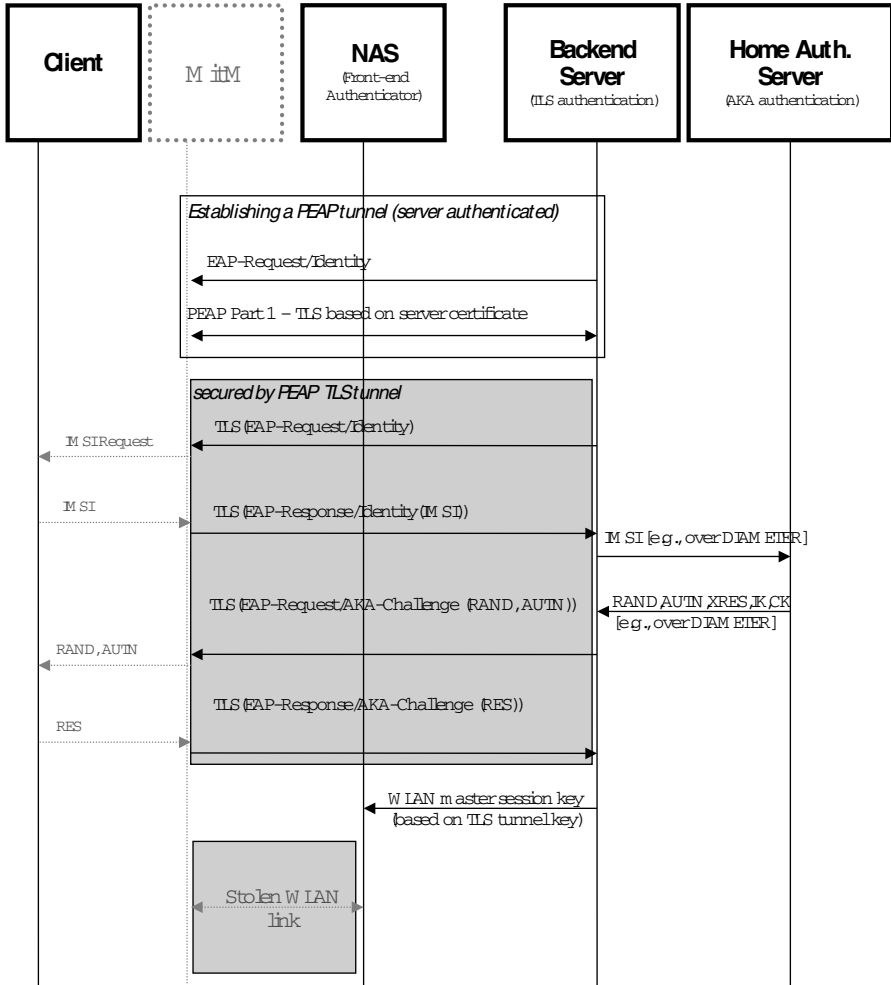 Client
MitM
NAS
(Front-end
Authenticator)
Backend
Server
(TLS authentication)
Home Auth.
Server
(AKA authentication)
Establishing a PEAP tunnel (server authenticated)
EAP-Request/Identity
PEAP Part 1 – TLS based on server certificate
secured by PEAP TLS tunnel
TLS(EAP-Request/Identity)
IMSI Request
IMSI
TLS(EAP-Response/Identity(IMSI))
IMSI [e.g., over DIAMETER]
TLS(EAP-Request/AKA-Challenge (RAND, AUTN))
RAND,AUTN,XRES,IK,CK
[e.g., over DIAMETER]
RAND, AUTN
TLS(EAP-Response/AKA-Challenge (RES))
RES
WLAN master session key
(based on TLS tunnel key)
Stolen WLAN
link